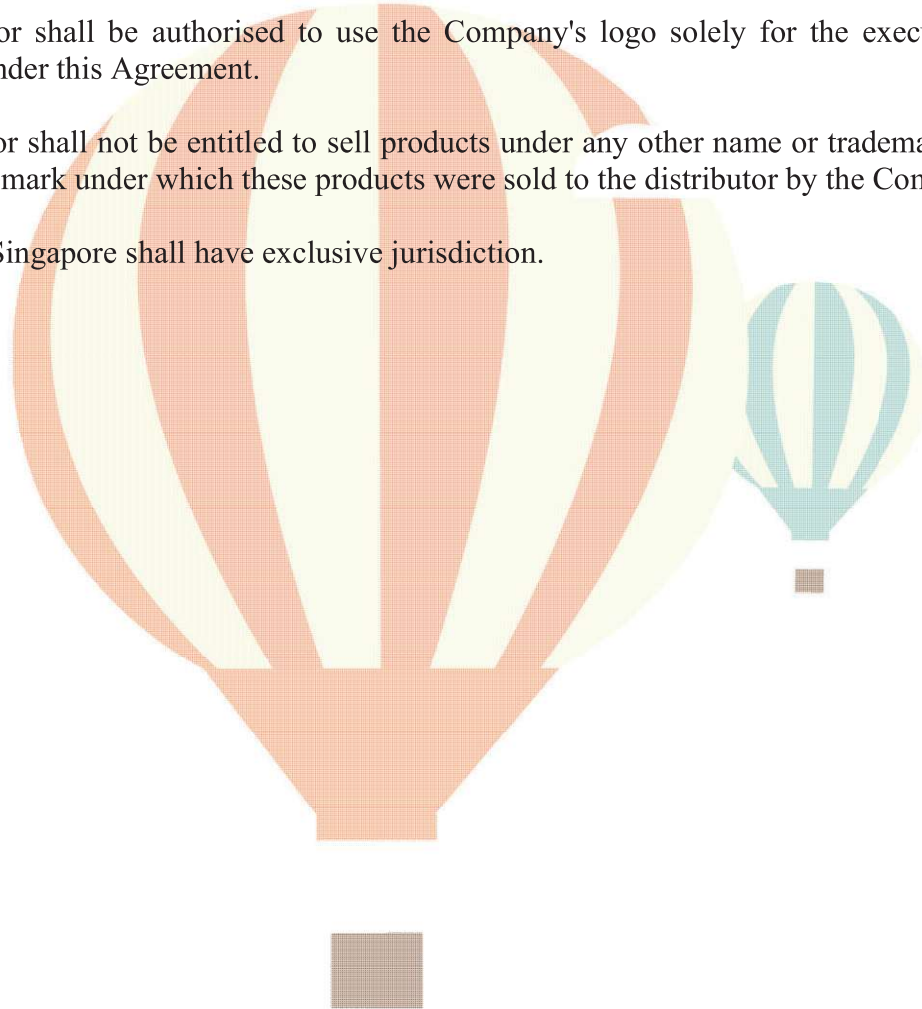 or shall be authorised to use the Company's logo solely for the exec
nder this Agreement.
or shall not be entitled to sell products under any other name or tradema
mark under which these products were sold to the distributor by the Co
Singapore shall have exclusive jurisdiction.